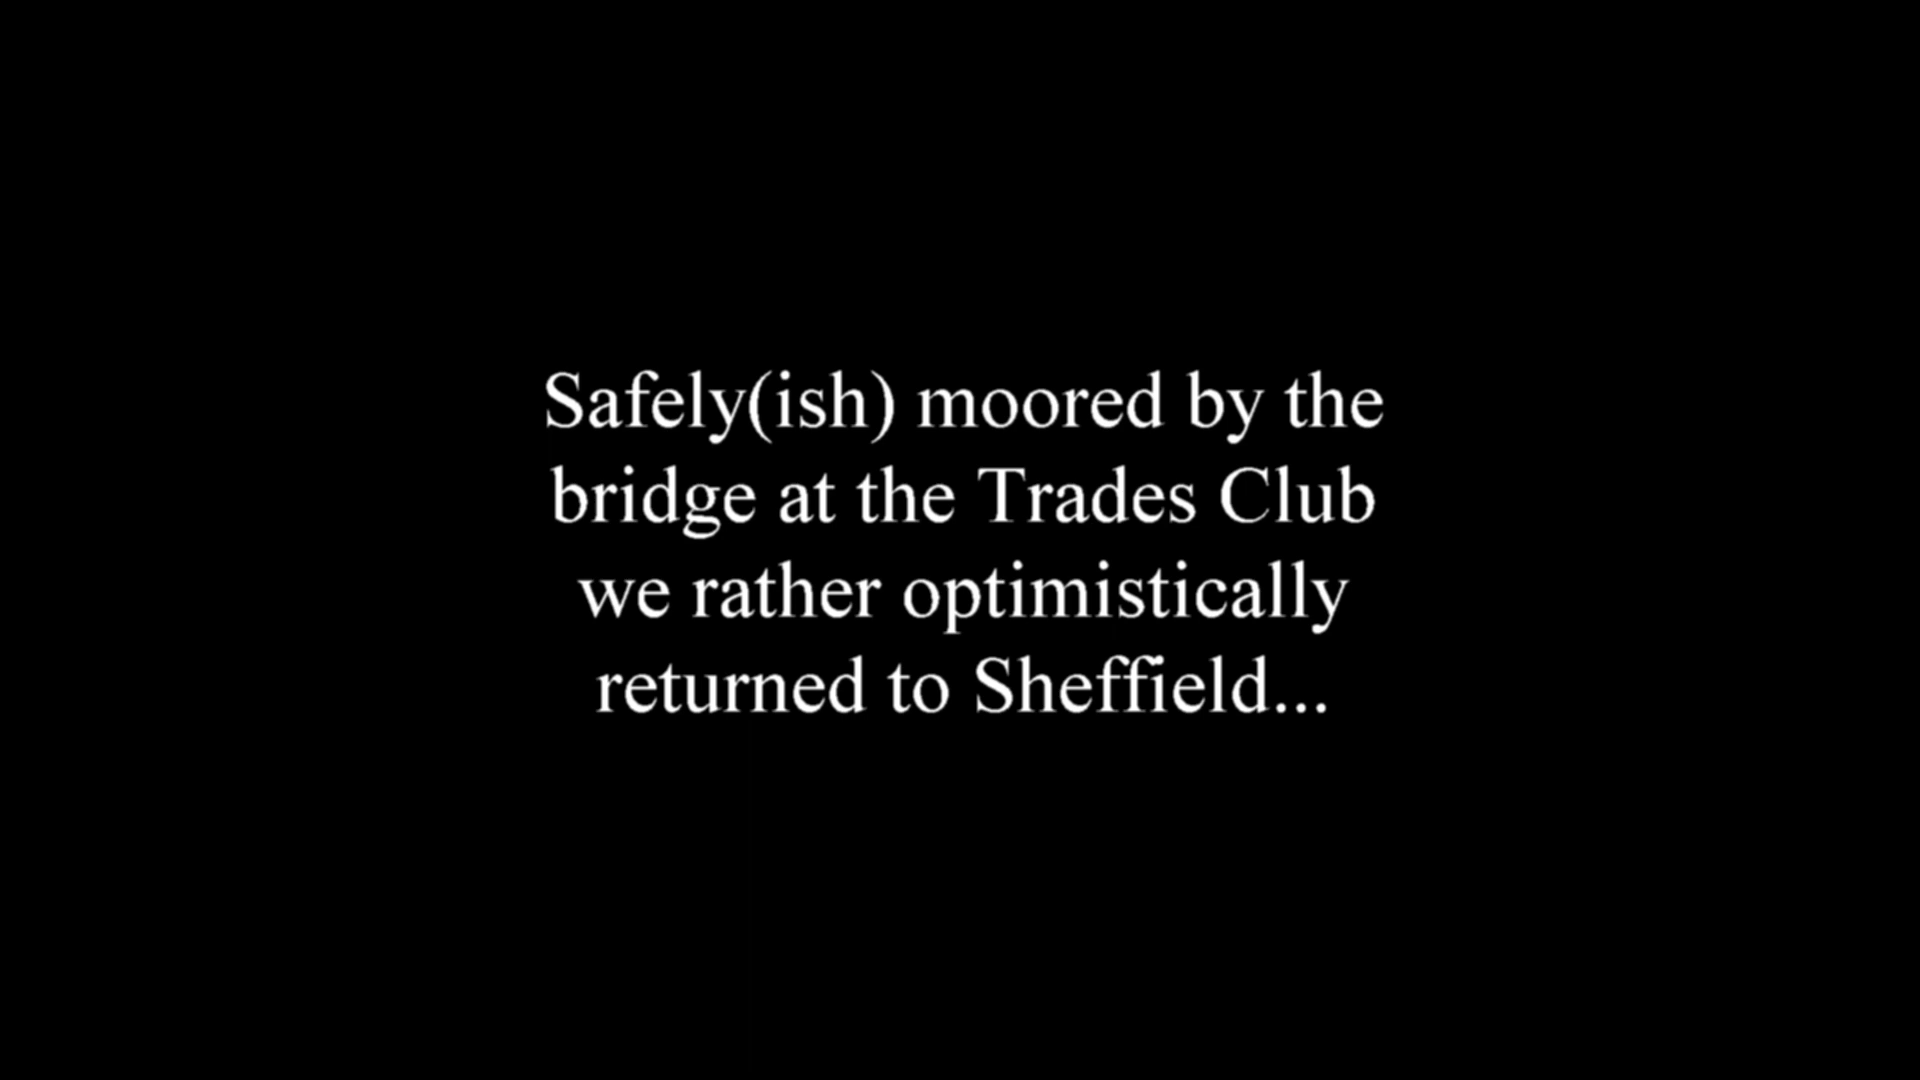 Safely(ish) moored by the
bridge at the Trades Club
we rather optimistically
returned to Sheffield...